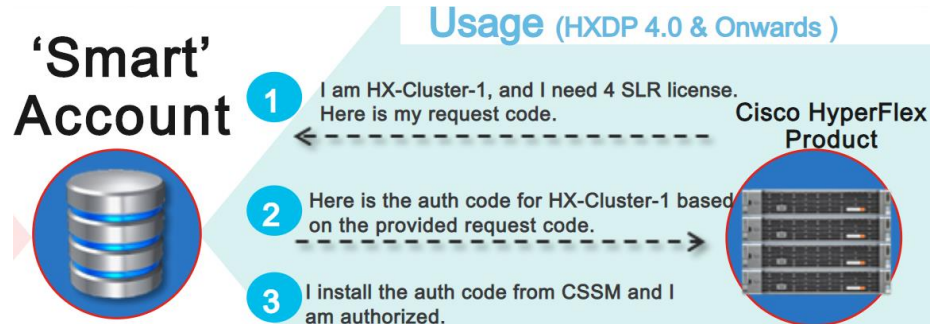 Usage (HXDP 4.0 & Onwards )
'Smart'
Account
1
I am HX-Cluster-1, and I need 4 SLR license.
Here is my request code.
Cisco HyperFlex
Product
2
Here is the auth code for HX-Cluster-1 based
on the provided request code.
3
I install the auth code from CSSM and I
am authorized.